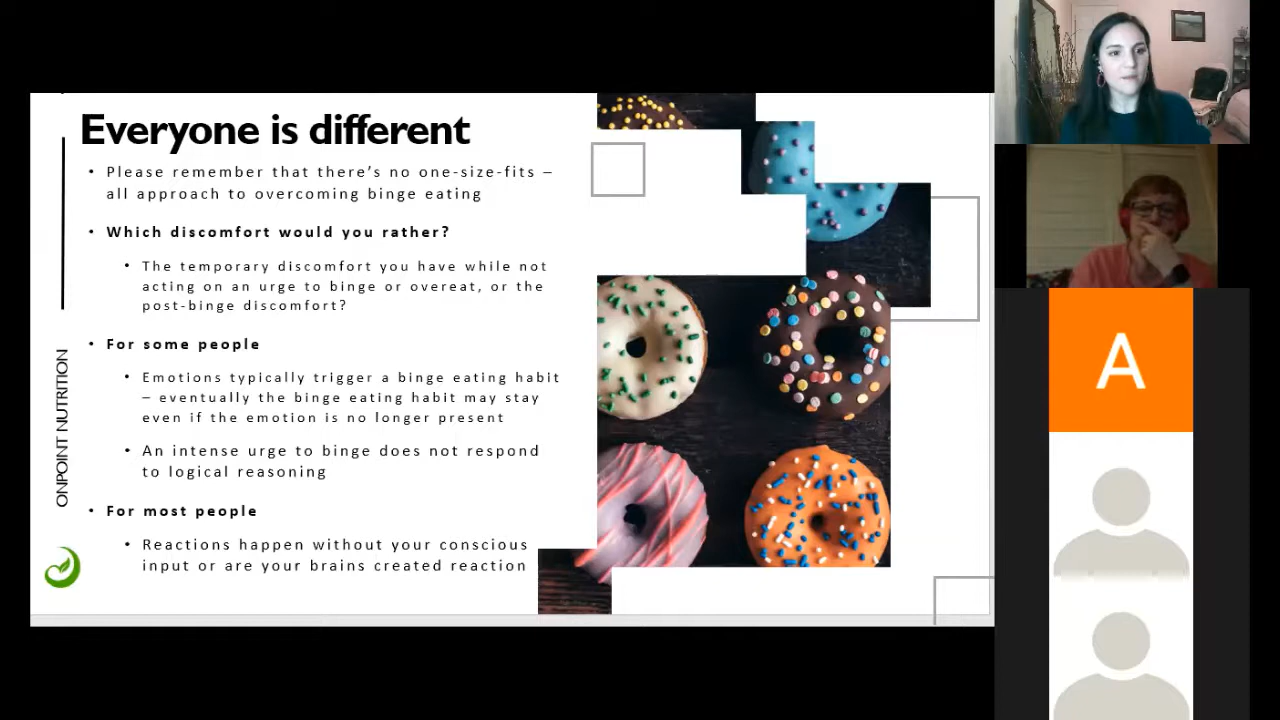 Everyone is different
• Please remember that there's no one-size-fits –
all approach to overcoming binge eating
• Which discomfort would you rather?
• The temporary discomfort you have while not
acting on an urge to binge or overeat, or the
post-binge discomfort?
• For some people
• Emotions typically trigger a binge eating habit
– eventually the binge eating habit may stay
even if the emotion is no longer present
• An intense urge to binge does not respond
to logical reasoning
• For most people
• Reactions happen without your conscious
input or are your brains created reaction
ONPOINT NUTRITION
A